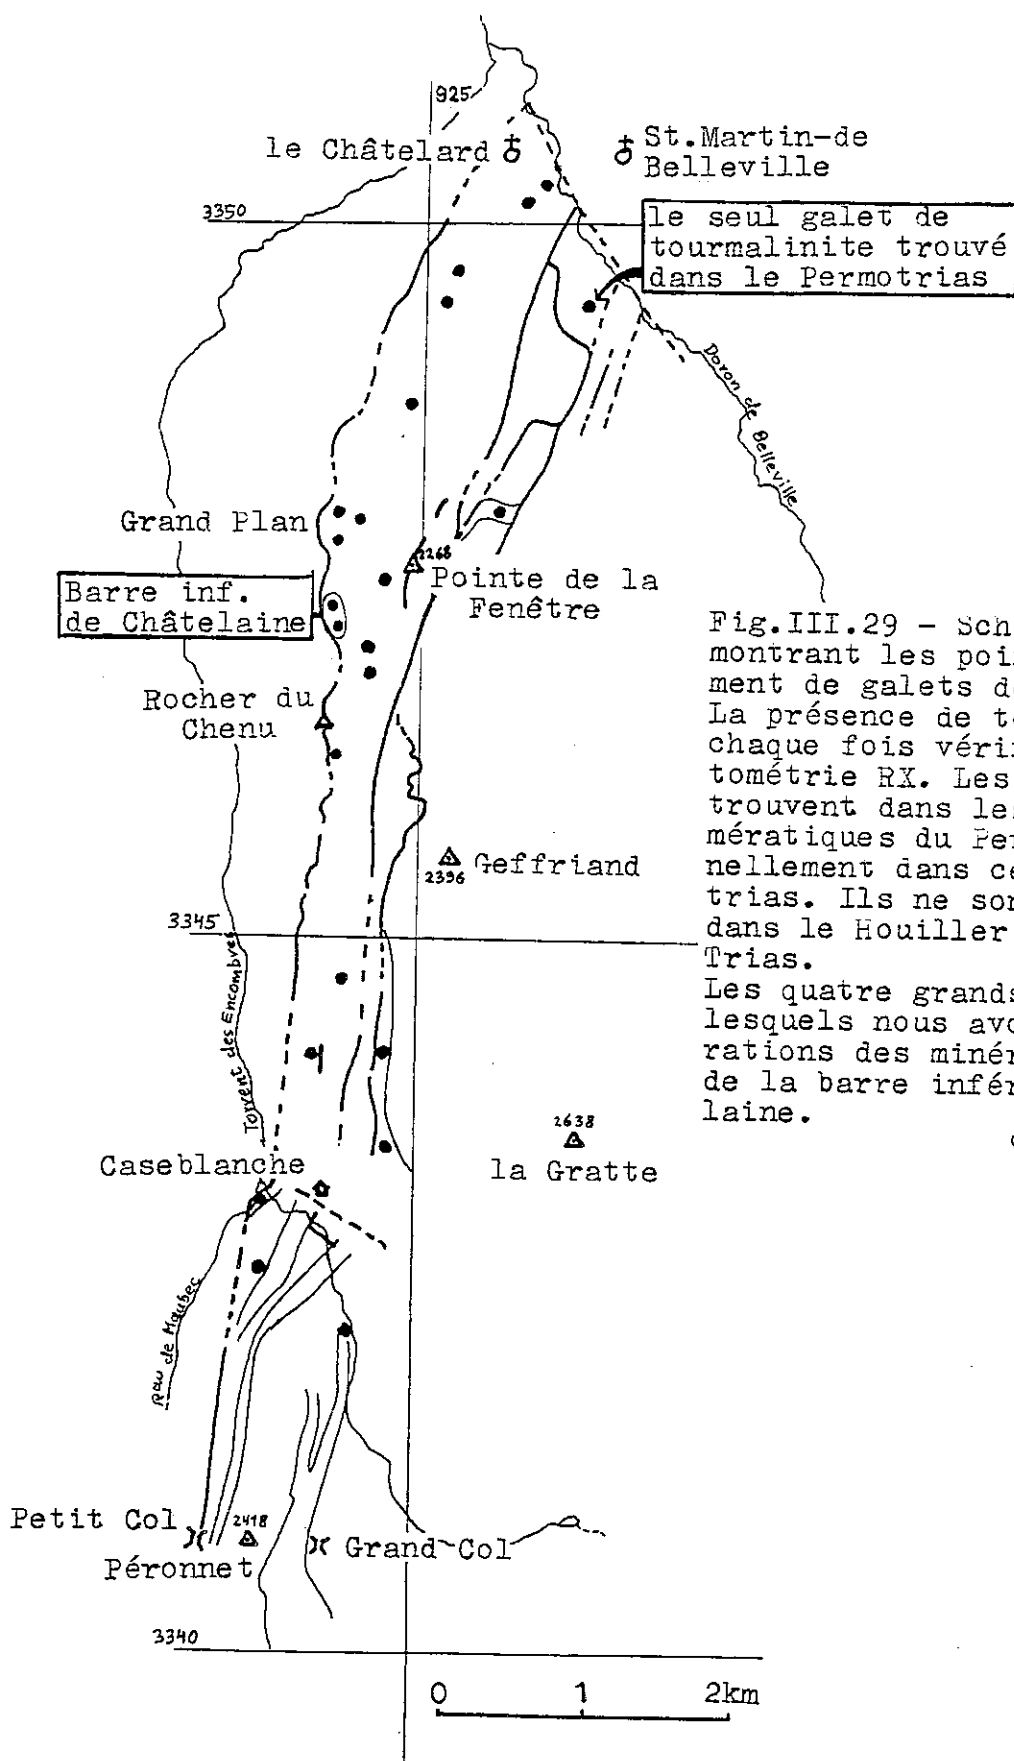 925
le Châtelard
St.Martin-de
Belleville
3350
le seul galet de
tourmalinite trouvé
dans le Permotrias
Doron de Belleville
Grand Plan
2268
Pointe de la
Fenêtre
Barre inf.
de Châtelaine
Fig.III.29 - Sch
montrant les poi
ment de galets d
La présence de t
chaque fois véri
tométrie RX. Les
trouvent dans le
mératiques du Pe
nellement dans c
trias. Ils ne so
dans le Houiller
Trias.
Les quatre grands
lesquels nous avo
rations des minér
de la barre infér
laine.
Rocher du
Chenu
2396
Geffriand
3345
Torrent des Encombres
2638
la Gratte
Caseblanche
Rau de Maubec
Petit Col
2418
Péronnet
Grand Col
3340
0 1 2km